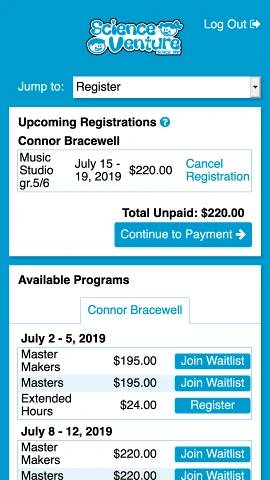 Science
Venture
Log Out
Jump to: Register
Upcoming Registrations
Connor Bracewell
Music
Studio
gr.5/6
July 15 -
19, 2019
$220.00
Cancel
Registration
Total Unpaid: $220.00
Continue to Payment
Available Programs
Connor Bracewell
July 2 - 5, 2019
Master
Makers
$195.00 Join Waitlist
Masters $195.00 Join Waitlist
Extended
Hours
$24.00 Register
July 8 - 12, 2019
Master
Makers
$220.00 Join Waitlist
Masters $220.00 Join Waitlist